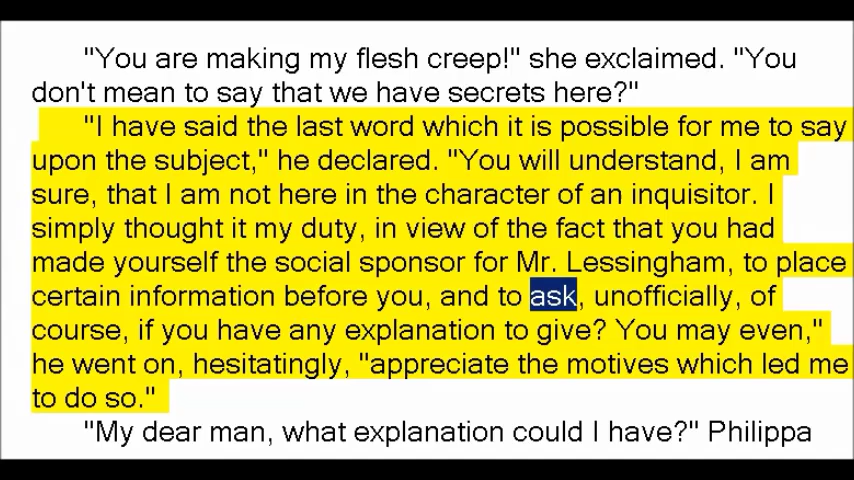 "You are making my flesh creep!" she exclaimed. "You
don't mean to say that we have secrets here?"
"I have said the last word which it is possible for me to say
upon the subject," he declared. "You will understand, I am
sure, that I am not here in the character of an inquisitor. I
simply thought it my duty, in view of the fact that you had
made yourself the social sponsor for Mr. Lessingham, to place
certain information before you, and to ask, unofficially, of
course, if you have any explanation to give? You may even,"
he went on, hesitatingly, "appreciate the motives which led me
to do so."
"My dear man, what explanation could I have?" Philippa